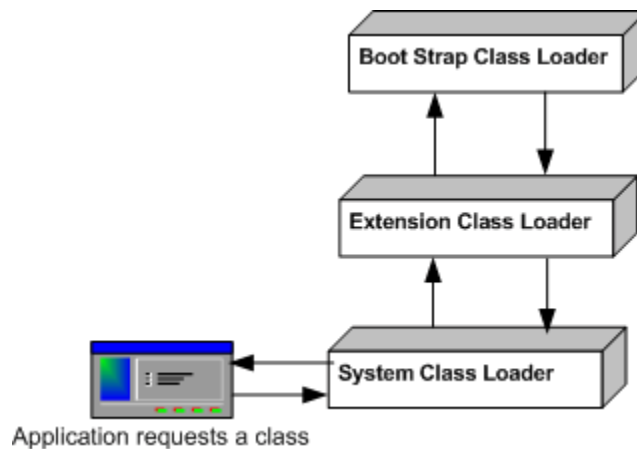 Boot Strap Class Loader
Extension Class Loader
System Class Loader
Application requests a class